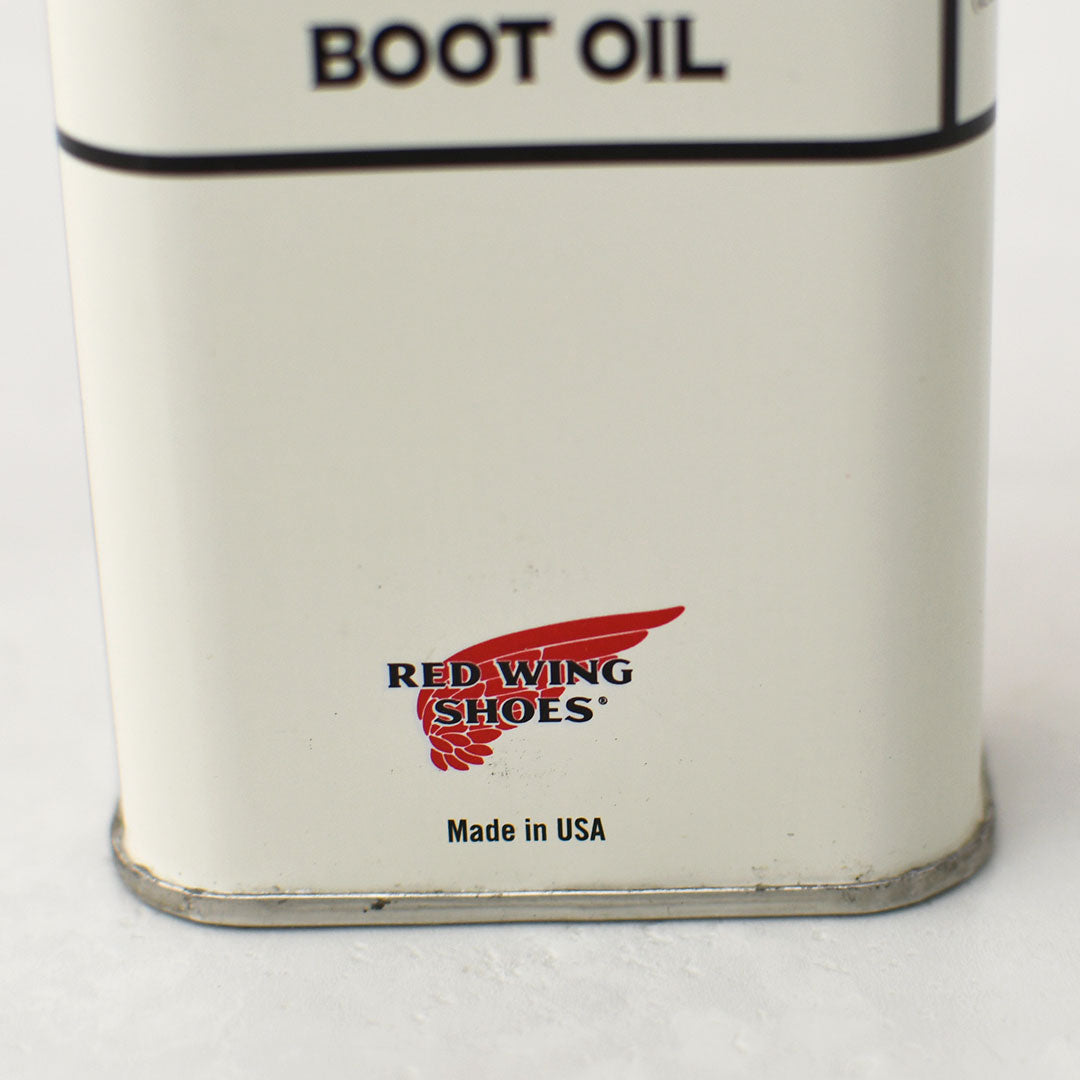 BOOT OIL
RED WING
SHOES®
Made in USA